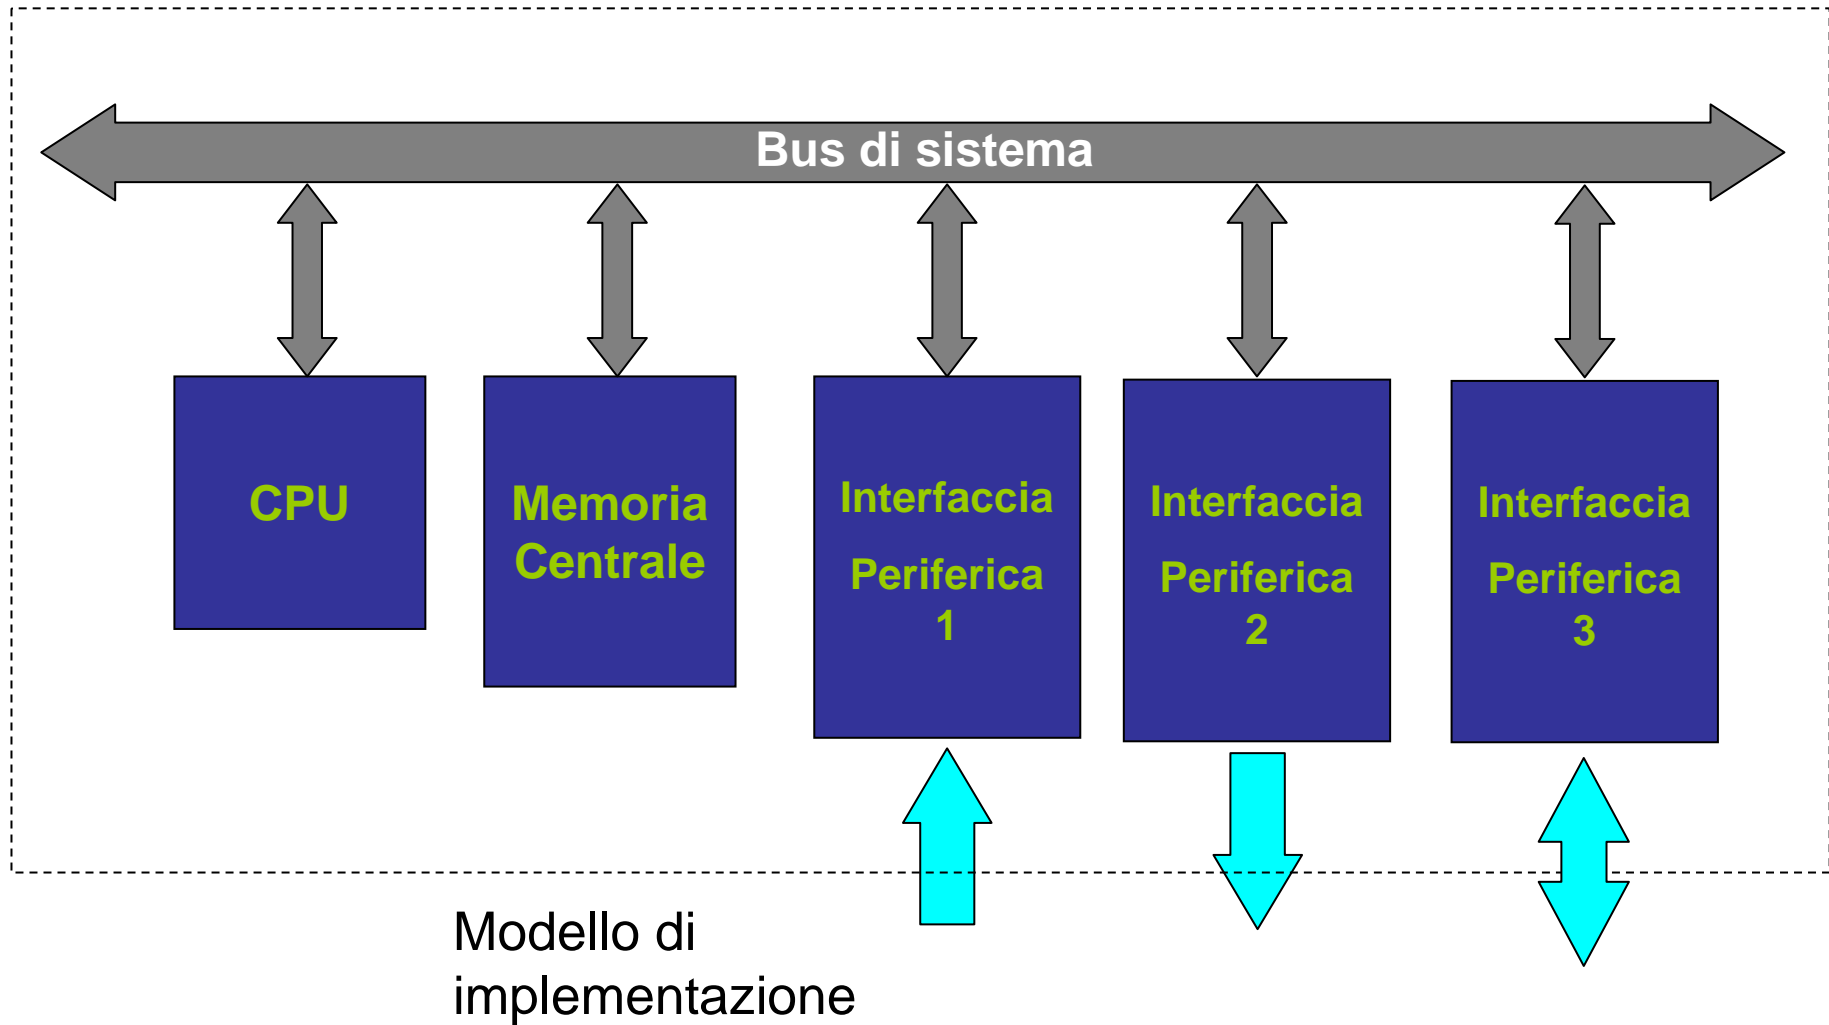 Bus di sistema
CPU
Memoria
Centrale
Interfaccia
Periferica
1
Interfaccia
Periferica
2
Interfaccia
Periferica
3
Modello di
implementazione